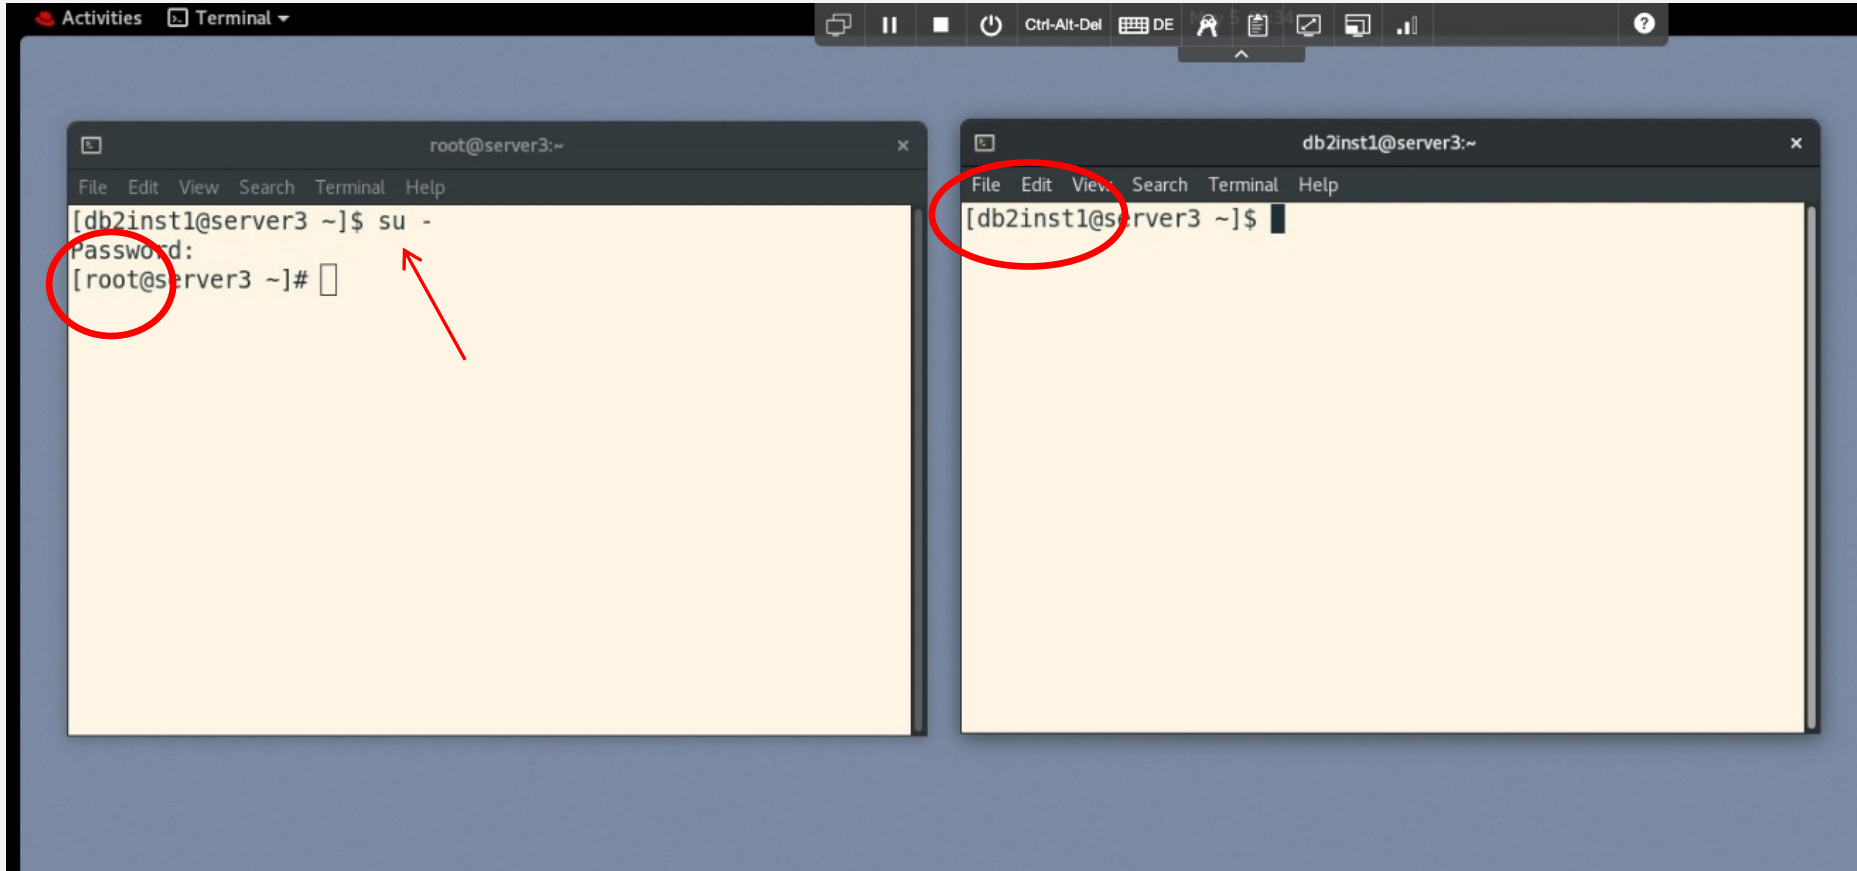 Activities Terminal
Ctrl-Alt-Del DE
root@server3:~
File Edit View Search Terminal Help
[db2inst1@server3 ~]$ su -
Password:
[root@server3 ~]#
db2inst1@server3:~
File Edit View Search Terminal Help
[db2inst1@server3 ~]$